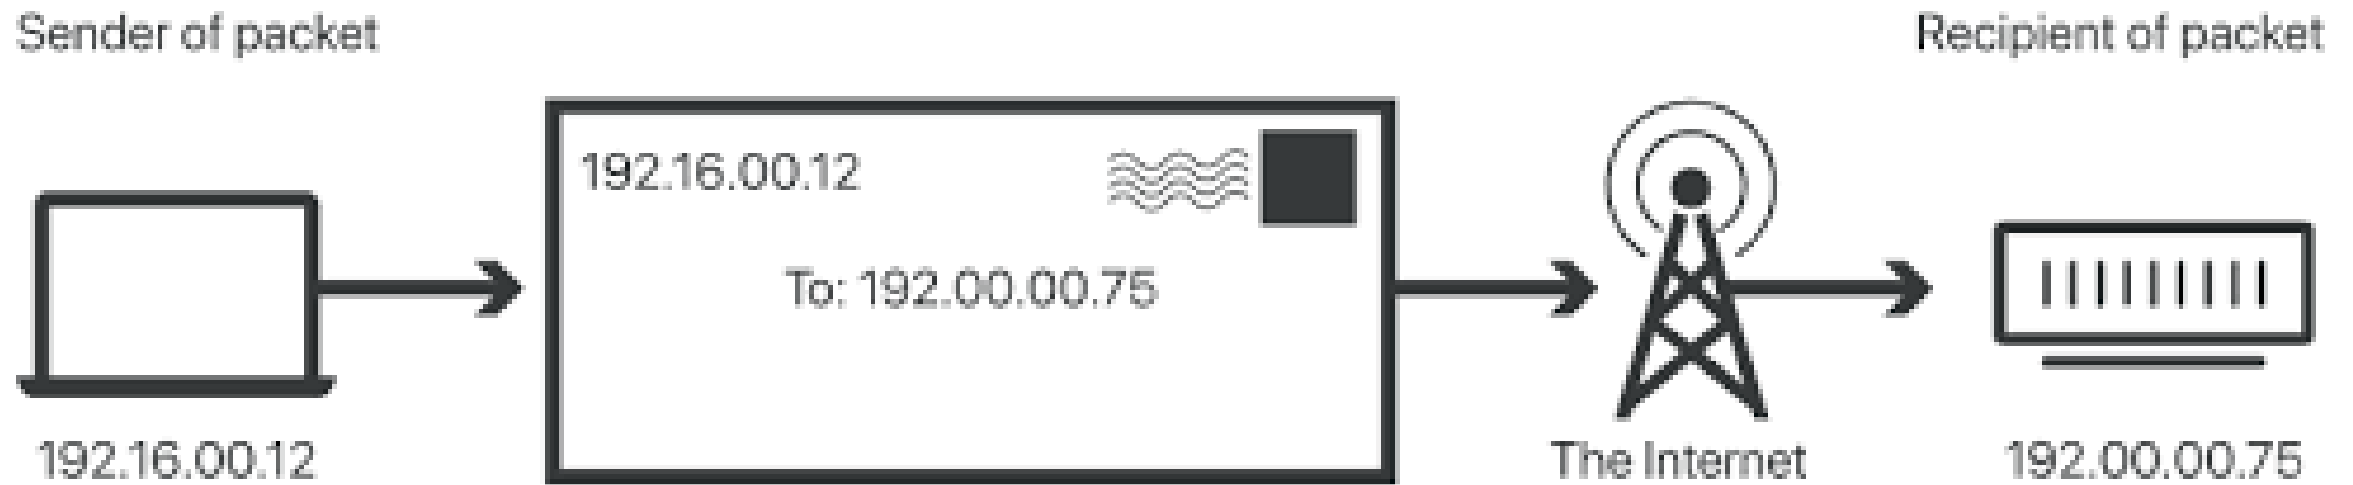 Sender of packet
Recipient of packet
192.16.00.12
To: 192.00.00.75
192.16.00.12
The Internet
192.00.00.75